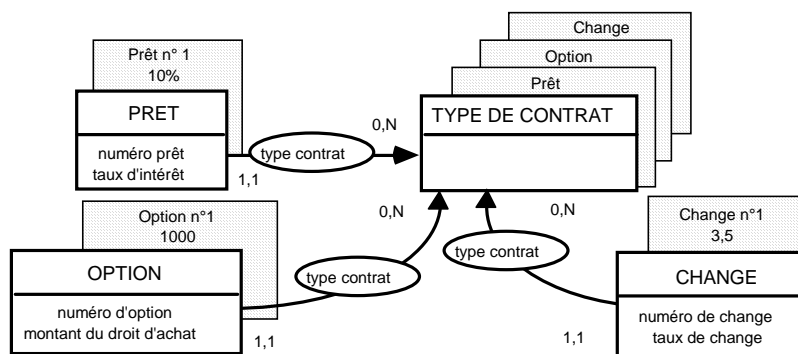 Change
Option
Prêt
TYPE DE CONTRAT
Prêt n° 1
10%
PRET
numéro prêt
taux d'intérêt
1,1
type contrat
0,N
0,N
0,N
Option n°1
1000
OPTION
numéro d'option
montant du droit d'achat
1,1
type contrat
type contrat
Change n°1
3,5
CHANGE
numéro de change
taux de change
1,1